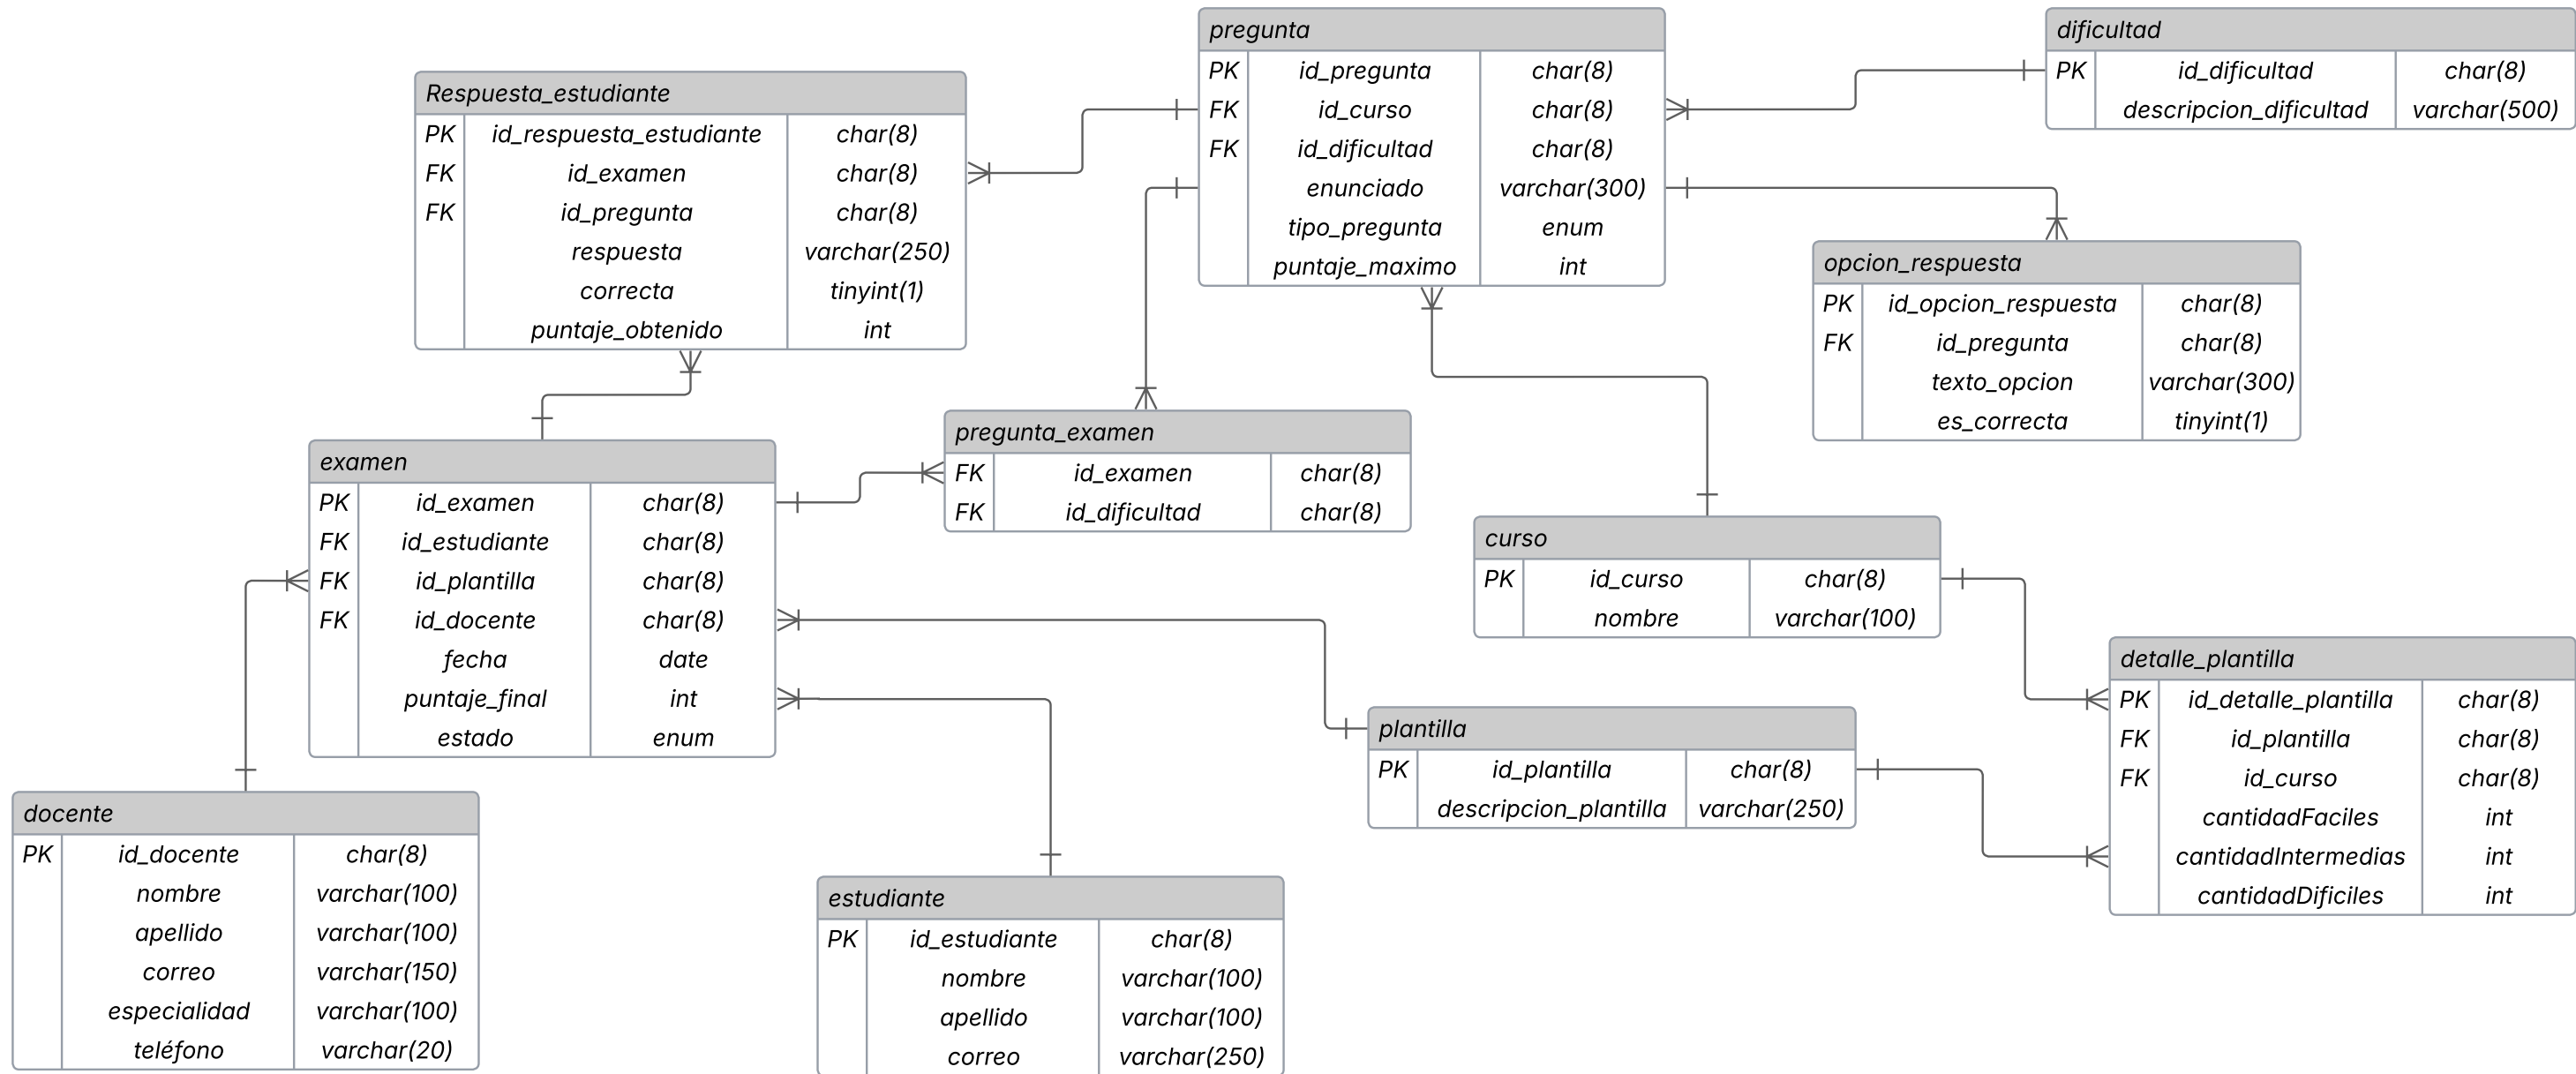 pregunta
PK id_pregunta char(8)
FK id_curso char(8)
FK id_dificultad char(8)
enunciado varchar(300)
tipo_pregunta enum
puntaje_maximo int
dificultad
PK id_dificultad char(8)
descripcion_dificultad varchar(500)
Respuesta_estudiante
PK id_respuesta_estudiante char(8)
FK id_examen char(8)
FK id_pregunta char(8)
respuesta varchar(250)
correcta tinyint(1)
puntaje_obtenido int
opcion_respuesta
PK id_opcion_respuesta char(8)
FK id_pregunta char(8)
texto_opcion varchar(300)
es_correcta tinyint(1)
pregunta_examen
FK id_examen char(8)
FK id_dificultad char(8)
examen
PK id_examen char(8)
FK id_estudiante char(8)
FK id_plantilla char(8)
FK id_docente char(8)
fecha date
puntaje_final int
estado enum
curso
PK id_curso char(8)
nombre varchar(100)
detalle_plantilla
PK id_detalle_plantilla char(8)
FK id_plantilla char(8)
FK id_curso char(8)
cantidadFaciles int
cantidadIntermedias int
cantidadDificiles int
plantilla
PK id_plantilla char(8)
descripcion_plantilla varchar(250)
docente
PK id_docente char(8)
nombre varchar(100)
apellido varchar(100)
correo varchar(150)
especialidad varchar(100)
teléfono varchar(20)
estudiante
PK id_estudiante char(8)
nombre varchar(100)
apellido varchar(100)
correo varchar(250)